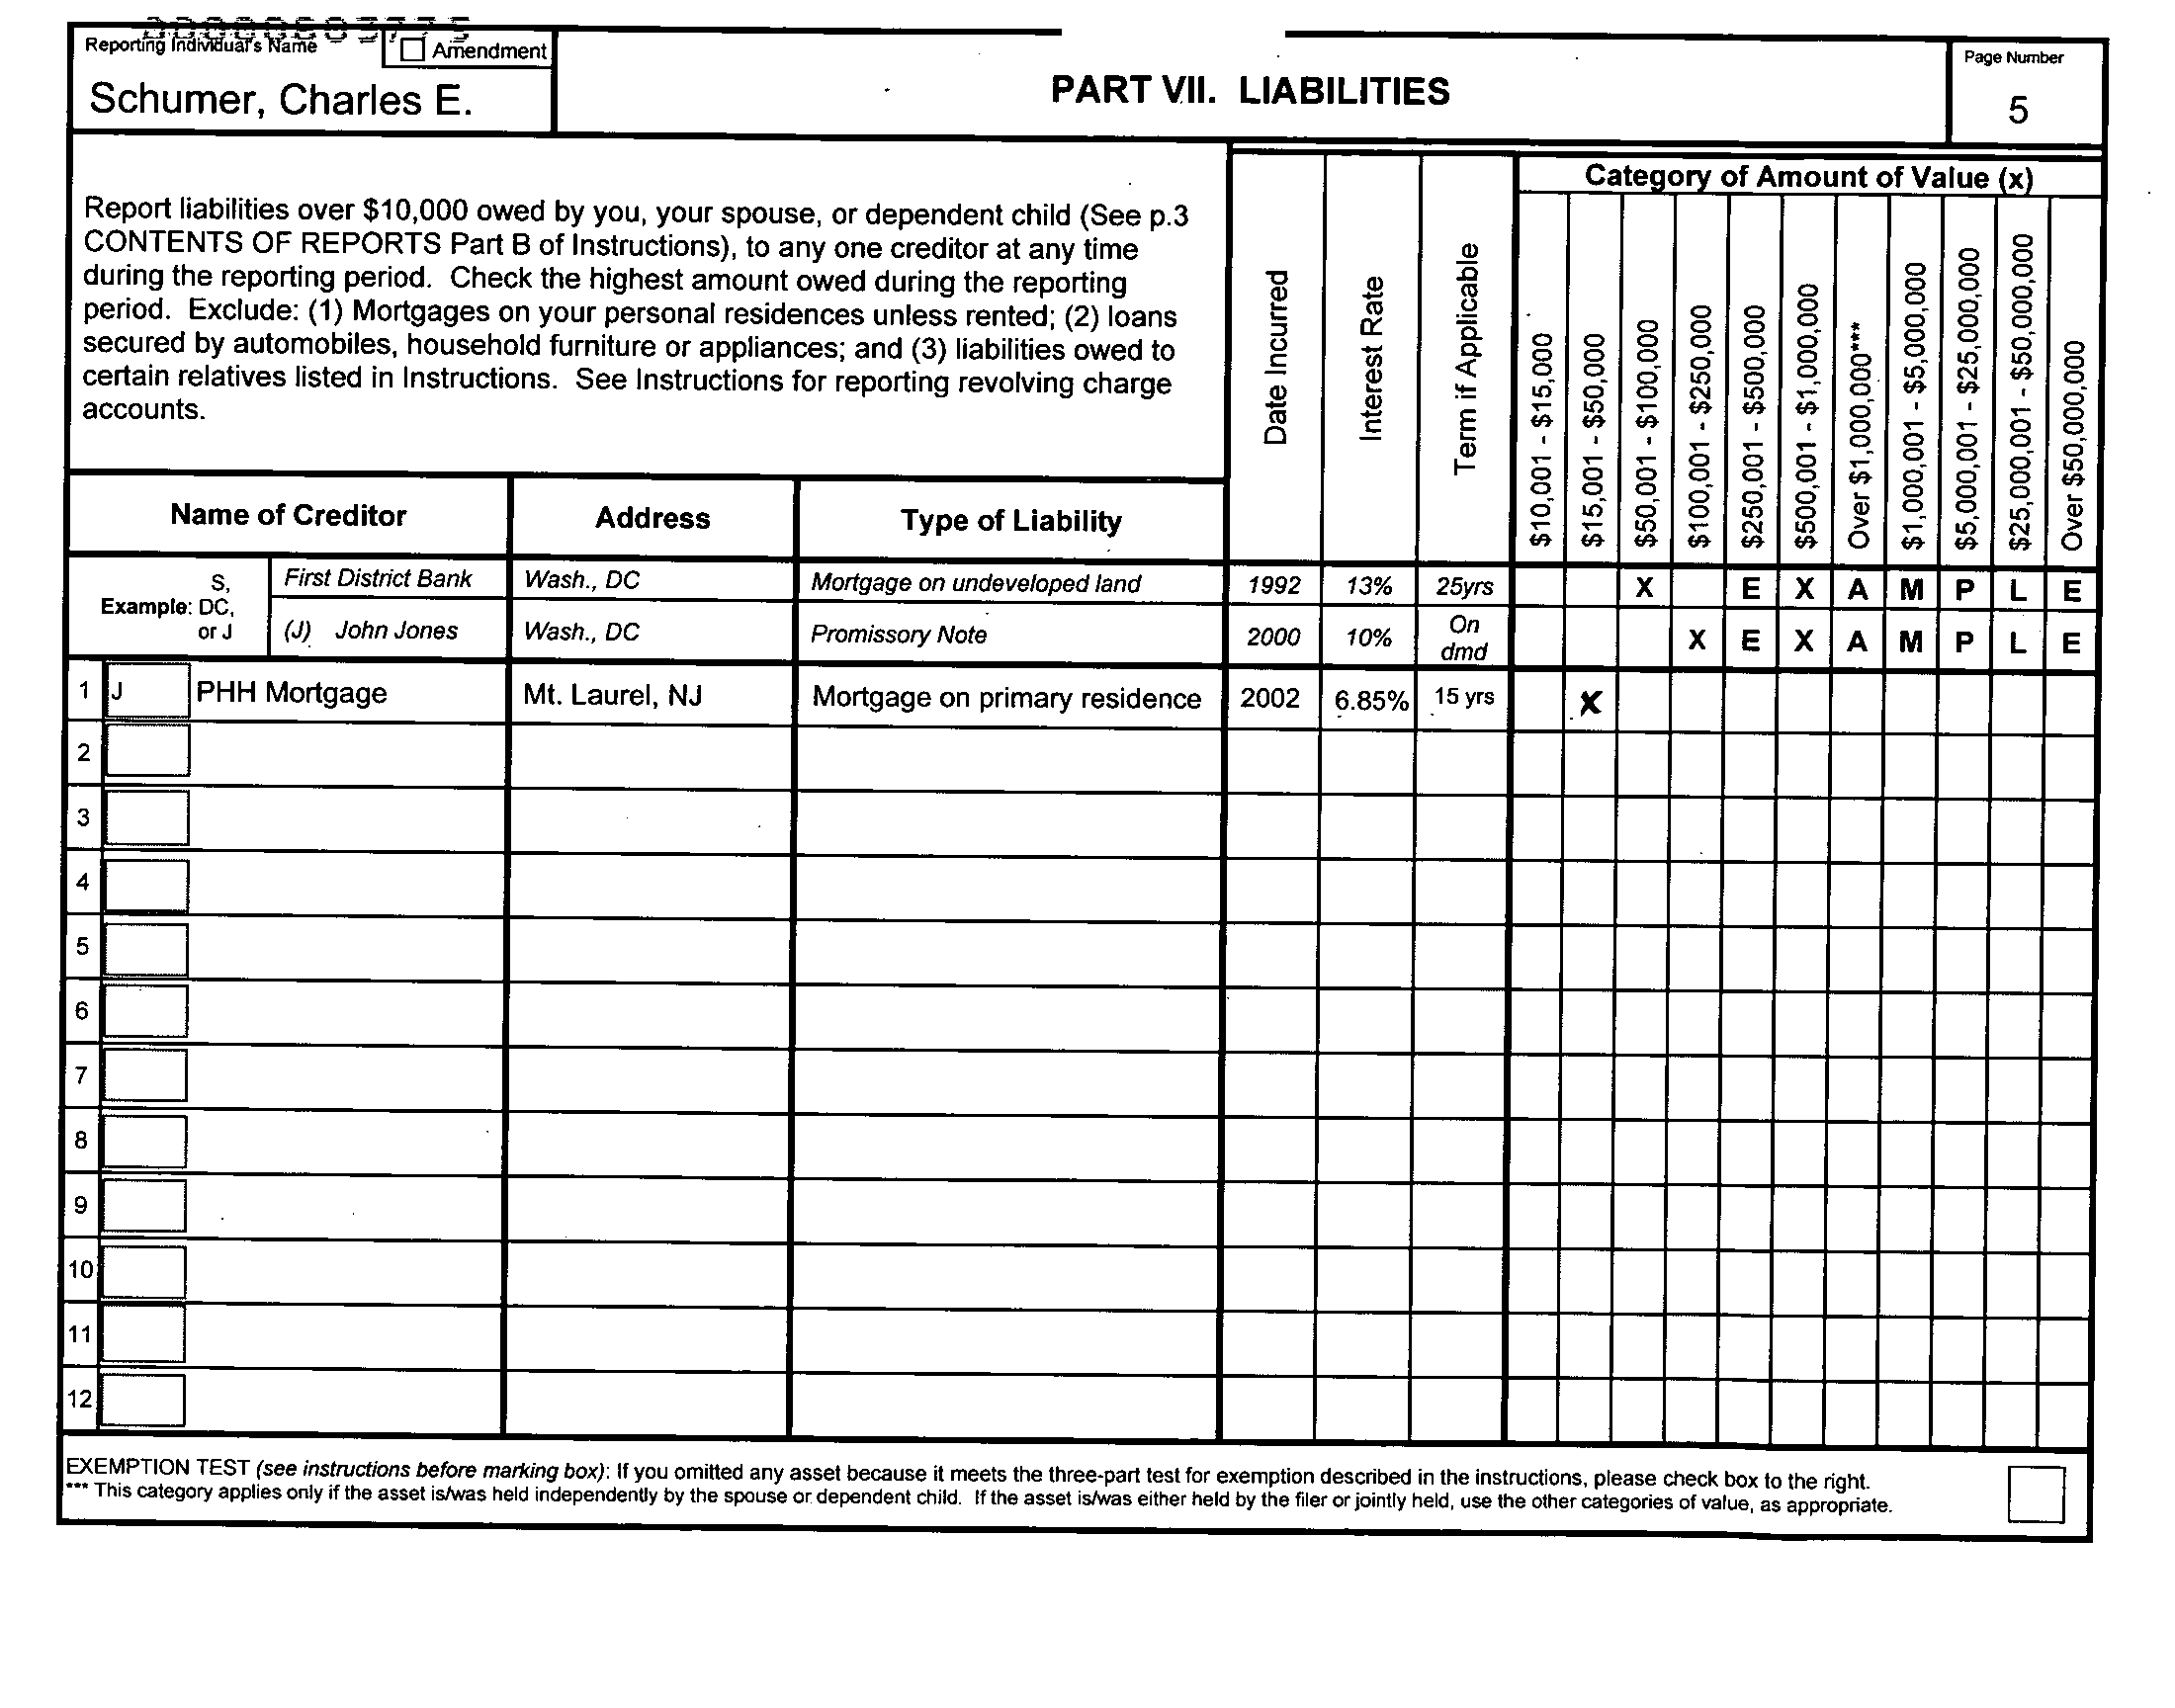 Reporting Individual's Name
Amendment
Schumer, Charles E.
PART VII. LIABILITIES
Page Number
5
Report liabilities over $10,000 owed by you, your spouse, or dependent child (See p.3
CONTENTS OF REPORTS Part B of Instructions), to any one creditor at any time
during the reporting period. Check the highest amount owed during the reporting
period. Exclude: (1) Mortgages on your personal residences unless rented; (2) loans
secured by automobiles, household furniture or appliances; and (3) liabilities owed to
certain relatives listed in Instructions. See Instructions for reporting revolving charge
accounts.
Date Incurred
Interest Rate
Term if Applicable
Category of Amount of Value (x)
$10,001 - $15,000
$15,001 - $50,000
$50,001 - $100,000
$100,001 - $250,000
$250,001 - $500,000
$500,001 - $1,000,000
Over $1,000,000***
$1,000,001 - $5,000,000
$5,000,001 - $25,000,000
$25,000,001 - $50,000,000
Over $50,000,000
Name of Creditor Address Type of Liability
Example: S, DC, or J
First District Bank Wash., DC Mortgage on undeveloped land 1992 13% 25yrs X E X A M P L E
(J) John Jones Wash., DC Promissory Note 2000 10% On dmd X E X A M P L E
1 J PHH Mortgage Mt. Laurel, NJ Mortgage on primary residence 2002 6.85% 15 yrs X
2
3
4
5
6
7
8
9
10
11
12
EXEMPTION TEST (see instructions before marking box): If you omitted any asset because it meets the three-part test for exemption described in the instructions, please check box to the right.
*** This category applies only if the asset is/was held independently by the spouse or dependent child. If the asset is/was either held by the filer or jointly held, use the other categories of value, as appropriate.